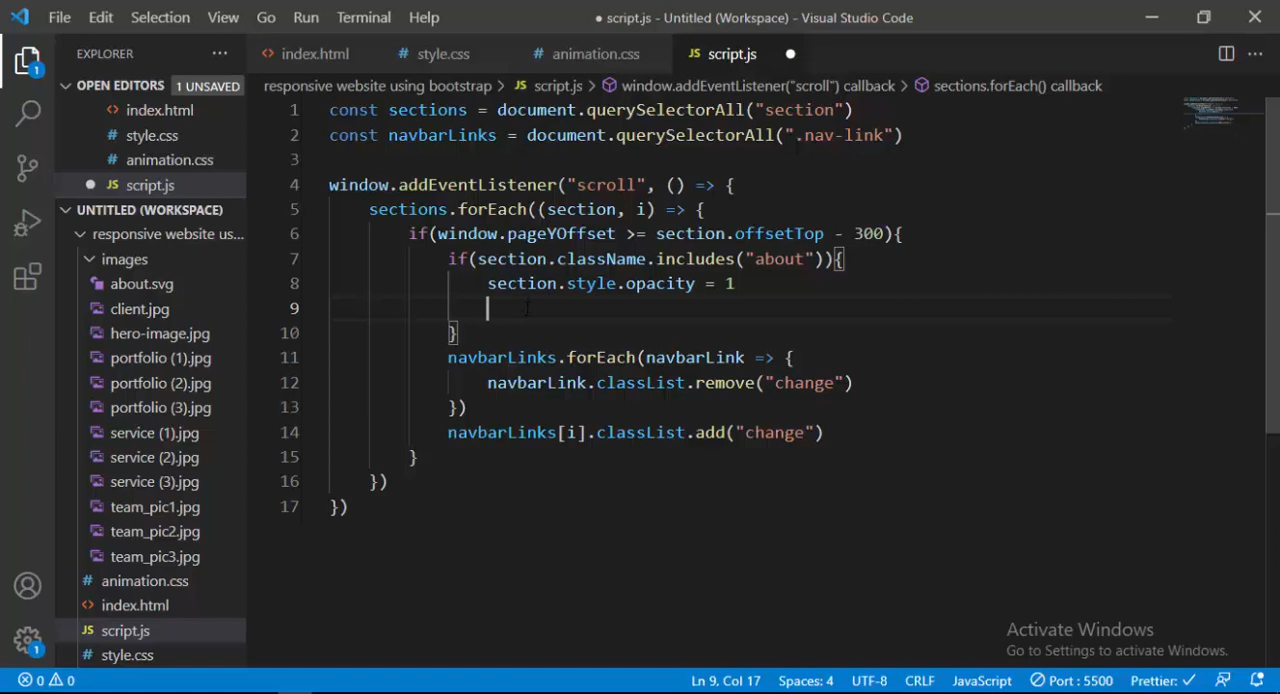 File Edit Selection View Go Run Terminal Help
● script.js - Untitled (Workspace) - Visual Studio Code
EXPLORER
OPEN EDITORS 1 UNSAVED
index.html
style.css
animation.css
JS script.js
UNTITLED (WORKSPACE)
responsive website us...
images
about.svg
client.jpg
hero-image.jpg
portfolio (1).jpg
portfolio (2).jpg
portfolio (3).jpg
service (1).jpg
service (2).jpg
service (3).jpg
team_pic1.jpg
team_pic2.jpg
team_pic3.jpg
# animation.css
<> index.html
JS script.js
# style.css
1
1
<> index.html # style.css # animation.css JS script.js ●
responsive website using bootstrap > JS script.js > window.addEventListener("scroll") callback > sections.forEach() callback
1 const sections = document.querySelectorAll("section")
2 const navbarLinks = document.querySelectorAll(".nav-link")
3
4 window.addEventListener("scroll", () => {
5 sections.forEach((section, i) => {
6 if(window.pageYOffset >= section.offsetTop - 300){
7 if(section.className.includes("about")){
8 section.style.opacity = 1
9
10 }
11 navbarLinks.forEach(navbarLink => {
12 navbarLink.classList.remove("change")
13 })
14 navbarLinks[i].classList.add("change")
15 }
16 })
17 })
Activate Windows
Go to Settings to activate Windows.
0 0 Ln 9, Col 17 Spaces: 4 UTF-8 CRLF JavaScript Port : 5500 Prettier: ✓